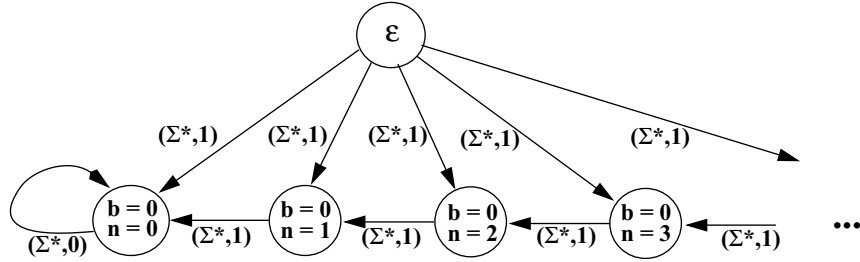 ε
(Σ*,1) (Σ*,1) (Σ*,1) (Σ*,1) (Σ*,1)
b = 0 b = 0 b = 0 b = 0
n = 0 n = 1 n = 2 n = 3 ...
(Σ*,0) (Σ*,1) (Σ*,1) (Σ*,1) (Σ*,1)